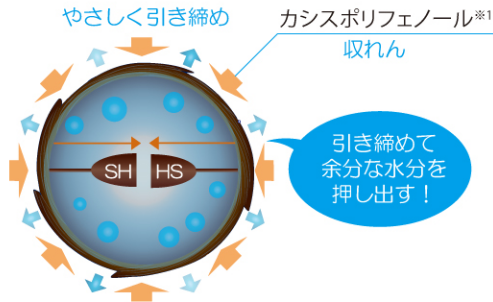 やさしく引き締め
カシスポリフェノール※1
収れん
SH HS
引き締めて
余分な水分を
押し出す！